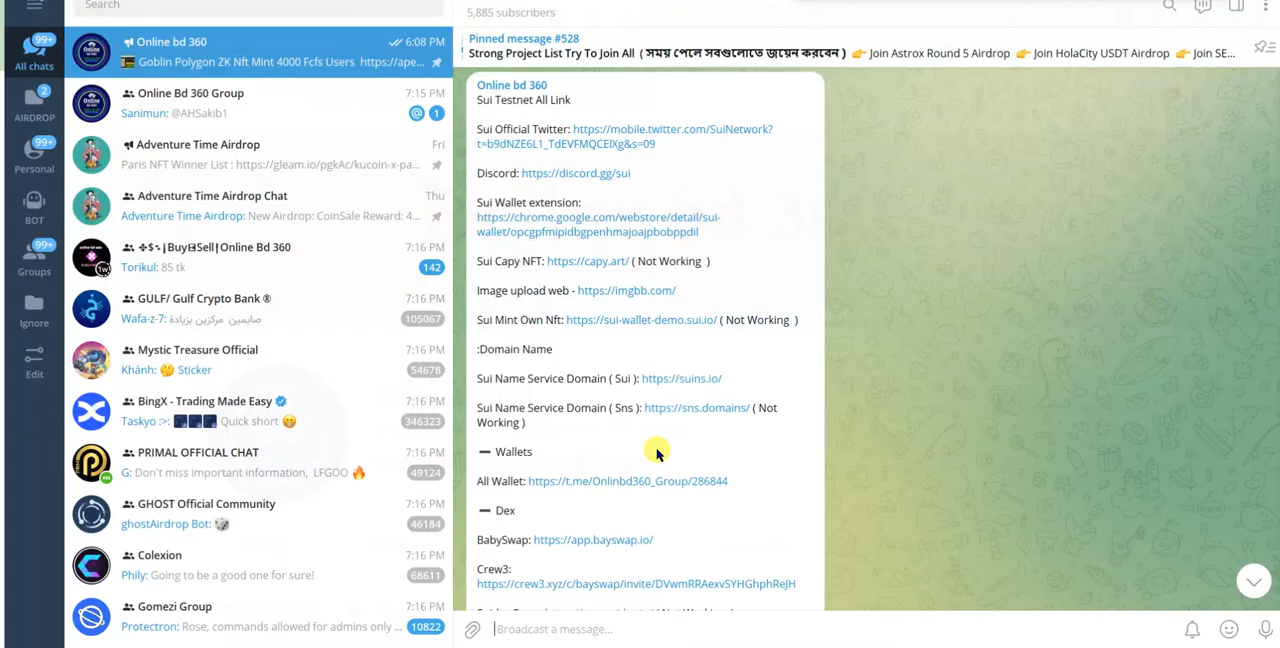 Search
99+
All chats
2
AIRDROP
99+
Personal
BOT
99+
Groups
Ignore
Edit
Online bd 360
6:08 PM
Goblin Polygon ZK Nft Mint 4000 Fcfs Users https://ape...
Online Bd 360 Group
7:15 PM
Sanimun: @AHSakib1
@ 1
Adventure Time Airdrop
Fri
Paris NFT Winner List : https://gleam.io/pgkAc/kucoin-x-pa...
Adventure Time Airdrop Chat
Thu
Adventure Time Airdrop: New Airdrop: CoinSale Reward: 4...
Online Bd 360
7:16 PM
Torikul: 85 tk
142
GULF/ Gulf Crypto Bank ®
7:16 PM
Wafa-z-7: صايمين مركزين بزيادة
105067
Mystic Treasure Official
7:16 PM
Khánh: 🤔 Sticker
54678
BingX - Trading Made Easy
7:16 PM
Taskyo :>: Quick short 😁
346323
PRIMAL OFFICIAL CHAT
7:16 PM
G: Don't miss important information, LFGOO 🔥
49124
GHOST Official Community
7:16 PM
ghostAirdrop Bot:
46184
Colexion
7:16 PM
Phily: Going to be a good one for sure!
68611
Gomezi Group
7:16 PM
Protectron: Rose, commands allowed for admins only ...
10822
5,885 subscribers
Pinned message #528
Strong Project List Try To Join All ( সময় পেলে সবগুলোতে জয়েন করবেন ) 👉 Join Astrox Round 5 Airdrop 👉 Join HolaCity USDT Airdrop 👉 Join SE...
Online bd 360
Sui Testnet All Link
Sui Official Twitter: https://mobile.twitter.com/SuiNetwork?
t=b9dNZE6L1_TdEVFMQCEIXg&s=09
Discord: https://discord.gg/sui
Sui Wallet extension:
https://chrome.google.com/webstore/detail/sui-
wallet/opcgpfmipidbgpenhmajoajpbobppdil
Sui Capy NFT: https://capy.art/ ( Not Working )
Image upload web - https://imgbb.com/
Sui Mint Own Nft: https://sui-wallet-demo.sui.io/ ( Not Working )
:Domain Name
Sui Name Service Domain ( Sui ): https://suins.io/
Sui Name Service Domain ( Sns ): https://sns.domains/ ( Not
Working )
➖ Wallets
All Wallet: https://t.me/Onlinbd360_Group/286844
➖ Dex
BabySwap: https://app.bayswap.io/
Crew3:
https://crew3.xyz/c/bayswap/invite/DVwmRRAexvSYHGhphReJH
Broadcast a message...